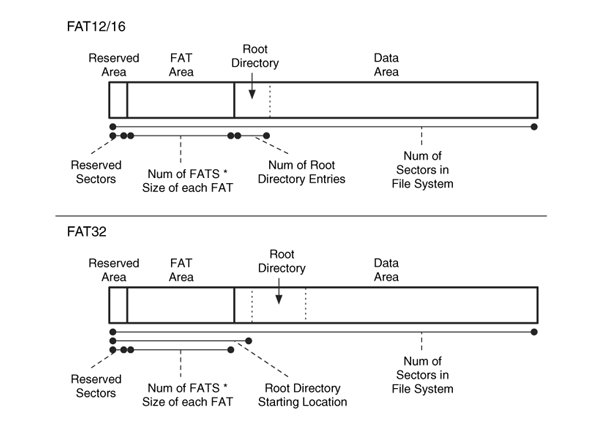 FAT12/16
Root
Directory
Reserved
Area
FAT
Area
Data
Area
Reserved
Sectors
Num of FATS *
Size of each FAT
Num of Root
Directory Entries
Num of
Sectors in
File System
FAT32
Root
Directory
Reserved
Area
FAT
Area
Data
Area
Reserved
Sectors
Num of FATS *
Size of each FAT
Root Directory
Starting Location
Num of
Sectors in
File System